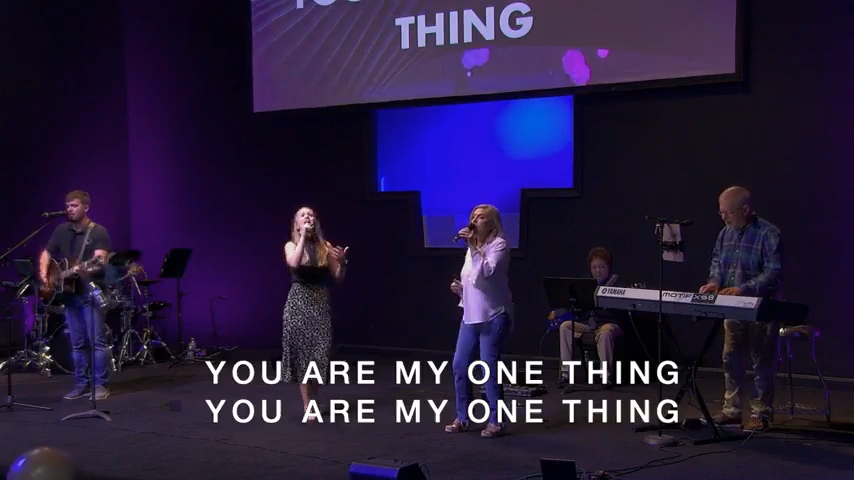 THING
YAMAHA
MOTIF XS8
YOU ARE MY ONE THING
YOU ARE MY ONE THING